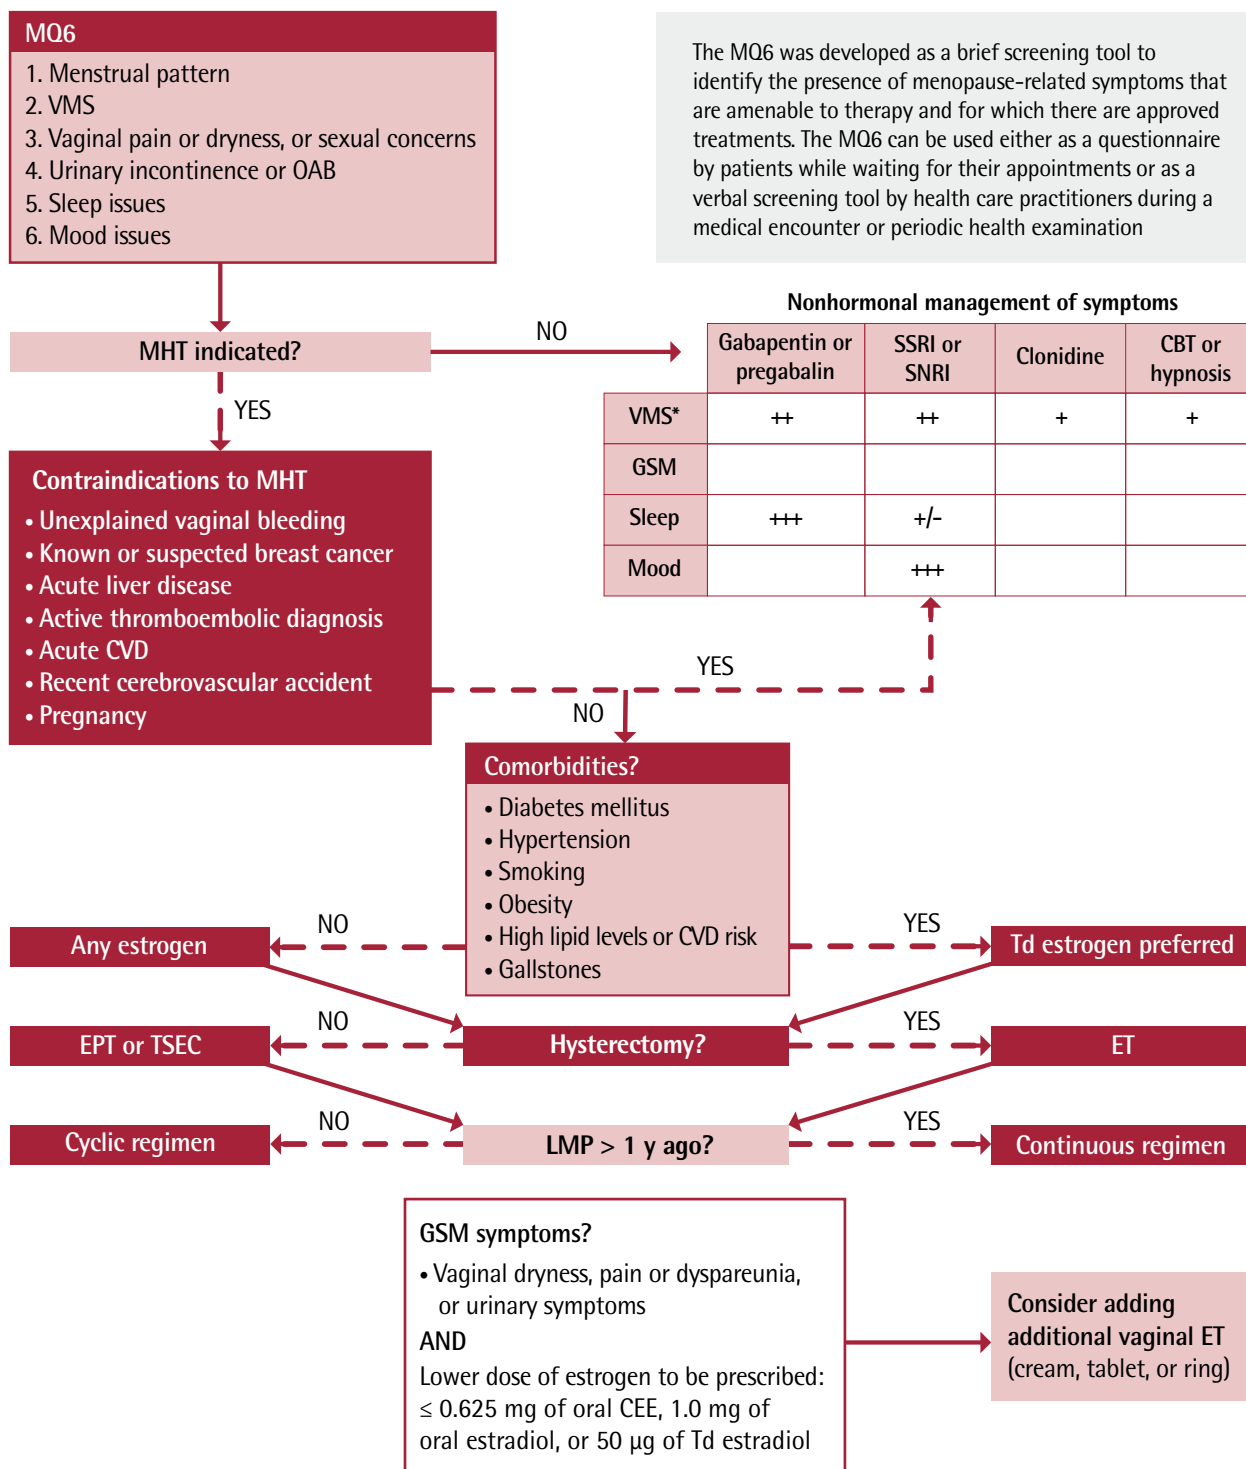 MQ6
1. Menstrual pattern
2. VMS
3. Vaginal pain or dryness, or sexual concerns
4. Urinary incontinence or OAB
5. Sleep issues
6. Mood issues
The MQ6 was developed as a brief screening tool to
identify the presence of menopause-related symptoms that
are amenable to therapy and for which there are approved
treatments. The MQ6 can be used either as a questionnaire
by patients while waiting for their appointments or as a
verbal screening tool by health care practitioners during a
medical encounter or periodic health examination
MHT indicated?
NO
YES
Nonhormonal management of symptoms
Gabapentin or
pregabalin
SSRI or
SNRI
Clonidine
CBT or
hypnosis
VMS* ++ ++ + +
GSM
Sleep +++ +/-
Mood +++
Contraindications to MHT
• Unexplained vaginal bleeding
• Known or suspected breast cancer
• Acute liver disease
• Active thromboembolic diagnosis
• Acute CVD
• Recent cerebrovascular accident
• Pregnancy
YES
NO
Comorbidities?
• Diabetes mellitus
• Hypertension
• Smoking
• Obesity
• High lipid levels or CVD risk
• Gallstones
NO
YES
Any estrogen
Td estrogen preferred
NO
YES
EPT or TSEC
Hysterectomy?
ET
NO
YES
Cyclic regimen
LMP > 1 y ago?
Continuous regimen
GSM symptoms?
• Vaginal dryness, pain or dyspareunia,
or urinary symptoms
AND
Lower dose of estrogen to be prescribed:
≤ 0.625 mg of oral CEE, 1.0 mg of
oral estradiol, or 50 µg of Td estradiol
Consider adding
additional vaginal ET
(cream, tablet, or ring)